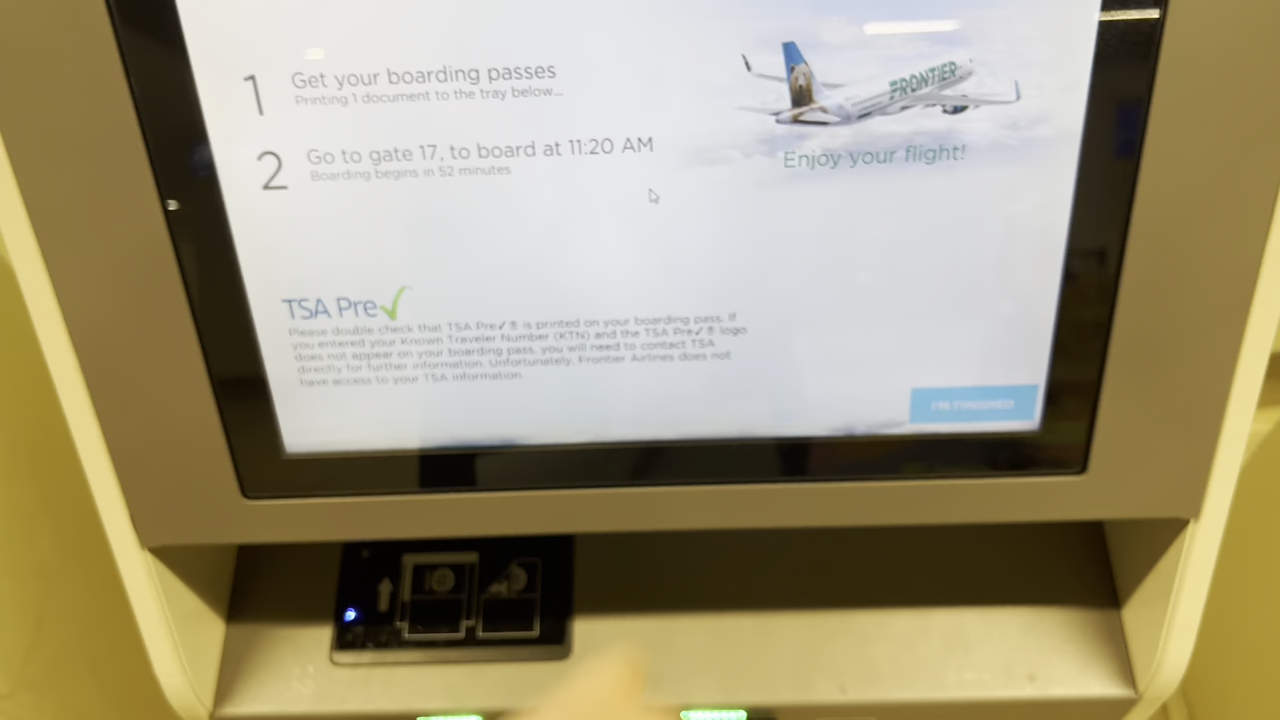 1 Get your boarding passes
Printing 1 document to the tray below...
2 Go to gate 17, to board at 11:20 AM
Boarding begins in 52 minutes
FRONTIER
Enjoy your flight!
TSA Pre✓
Please double check that TSA Pre✓® is printed on your boarding pass. If
you entered your Known Traveler Number (KTN) and the TSA Pre✓® logo
does not appear on your boarding pass, you will need to contact TSA
directly for further information. Unfortunately, Frontier Airlines does not
have access to your TSA information.
I'M FINISHED